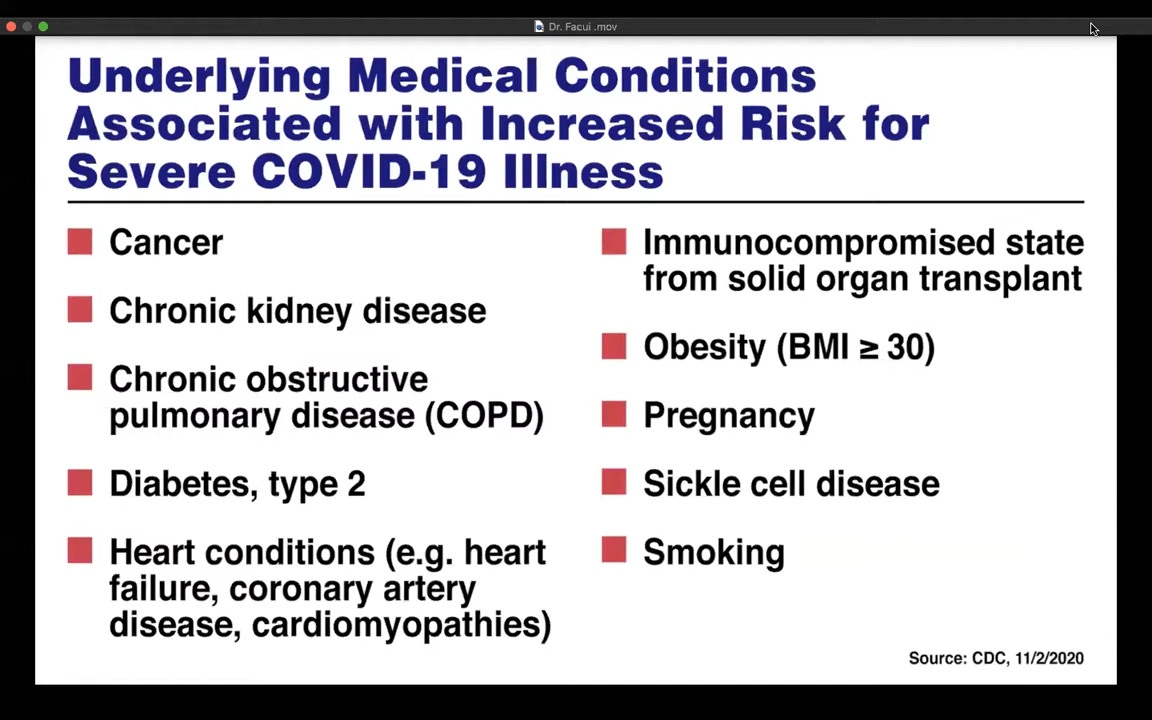 Dr. Facui .mov
Underlying Medical Conditions
Associated with Increased Risk for
Severe COVID-19 Illness
Cancer
Chronic kidney disease
Chronic obstructive
pulmonary disease (COPD)
Diabetes, type 2
Heart conditions (e.g. heart
failure, coronary artery
disease, cardiomyopathies)
Immunocompromised state
from solid organ transplant
Obesity (BMI ≥ 30)
Pregnancy
Sickle cell disease
Smoking
Source: CDC, 11/2/2020